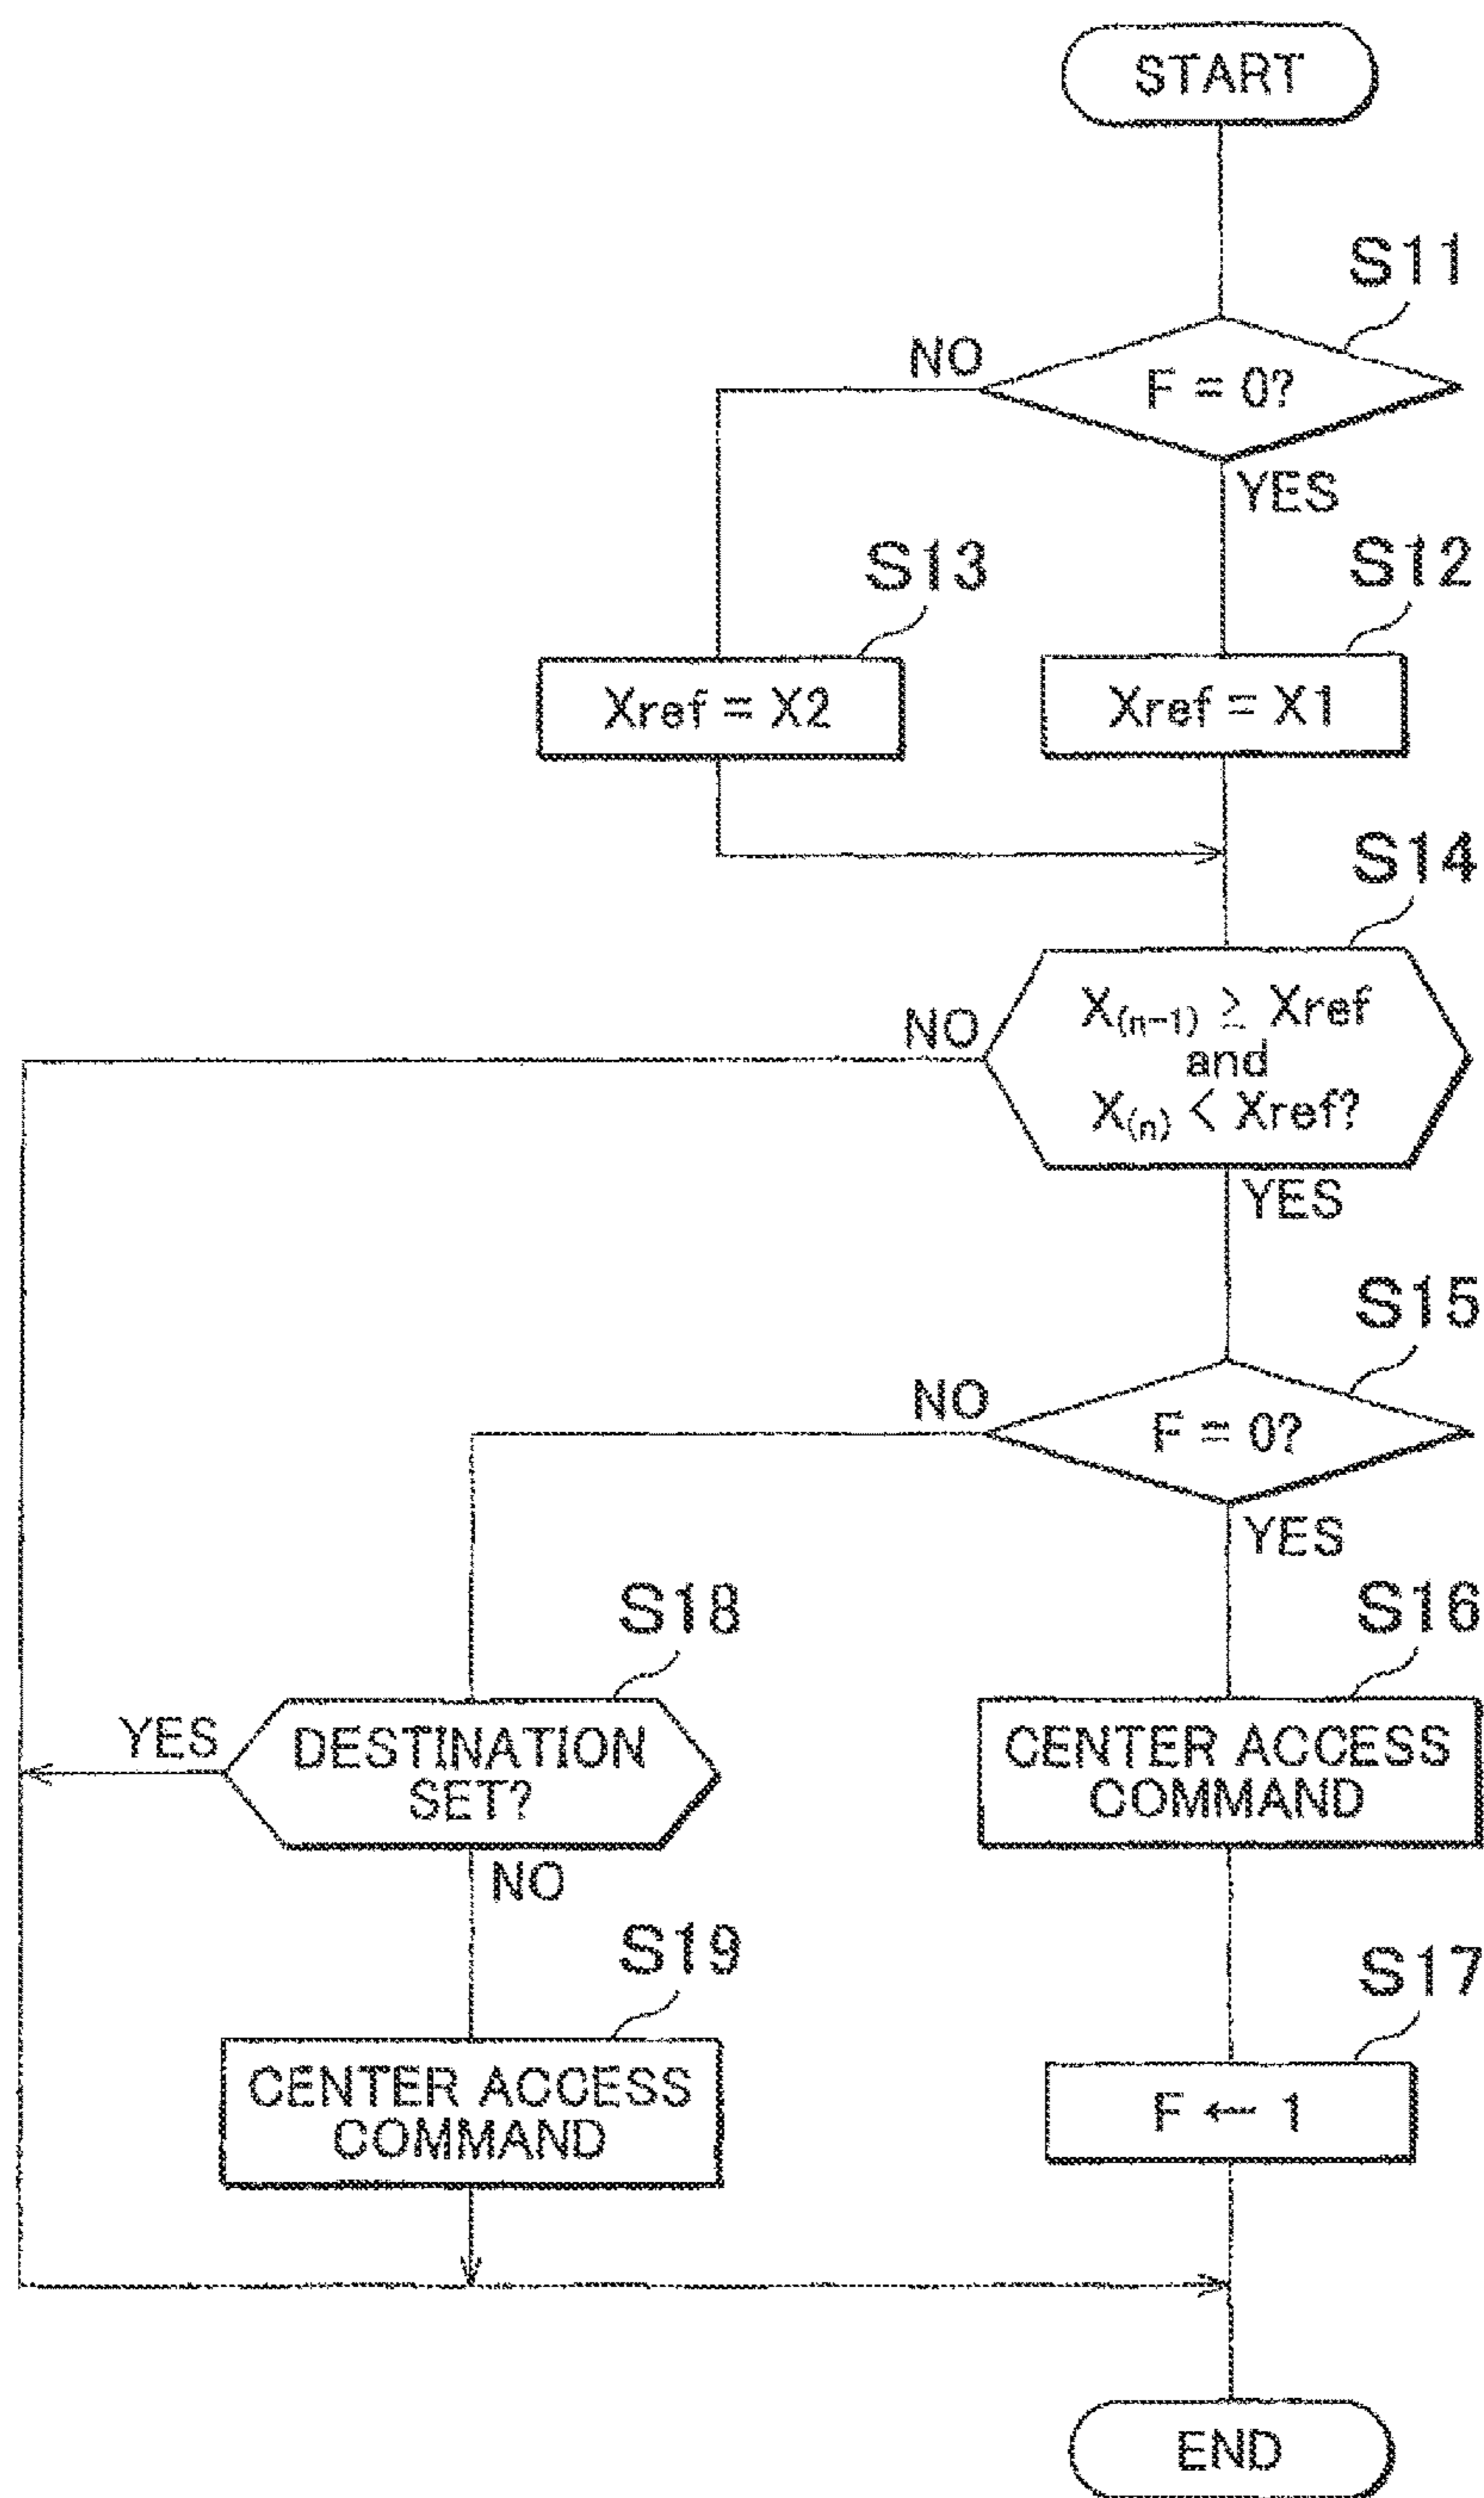 START
S11
NO
F = 0?
YES
S13
S12
Xref = X2
Xref = X1
S14
NO
X(n-1) ≥ Xref
and
X(n) < Xref?
YES
S15
NO
F = 0?
YES
S18
S16
YES
DESTINATION
SET?
CENTER ACCESS
COMMAND
NO
S19
S17
CENTER ACCESS
COMMAND
F ← 1
END